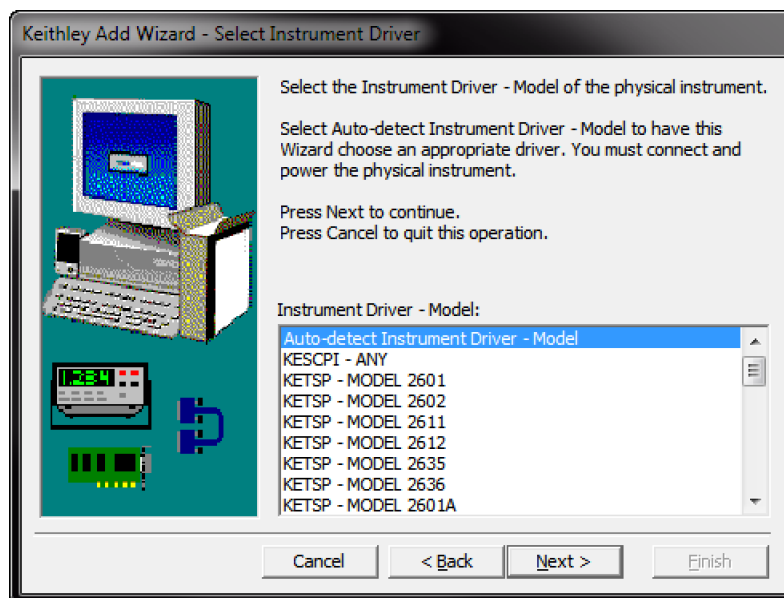 Keithley Add Wizard - Select Instrument Driver
Select the Instrument Driver - Model of the physical instrument.
Select Auto-detect Instrument Driver - Model to have this
Wizard choose an appropriate driver. You must connect and
power the physical instrument.
Press Next to continue.
Press Cancel to quit this operation.
Instrument Driver - Model:
Auto-detect Instrument Driver - Model
KESCPI - ANY
KETSP - MODEL 2601
KETSP - MODEL 2602
KETSP - MODEL 2611
KETSP - MODEL 2612
KETSP - MODEL 2635
KETSP - MODEL 2636
KETSP - MODEL 2601A
1.234
Cancel
< Back
Next >
Finish